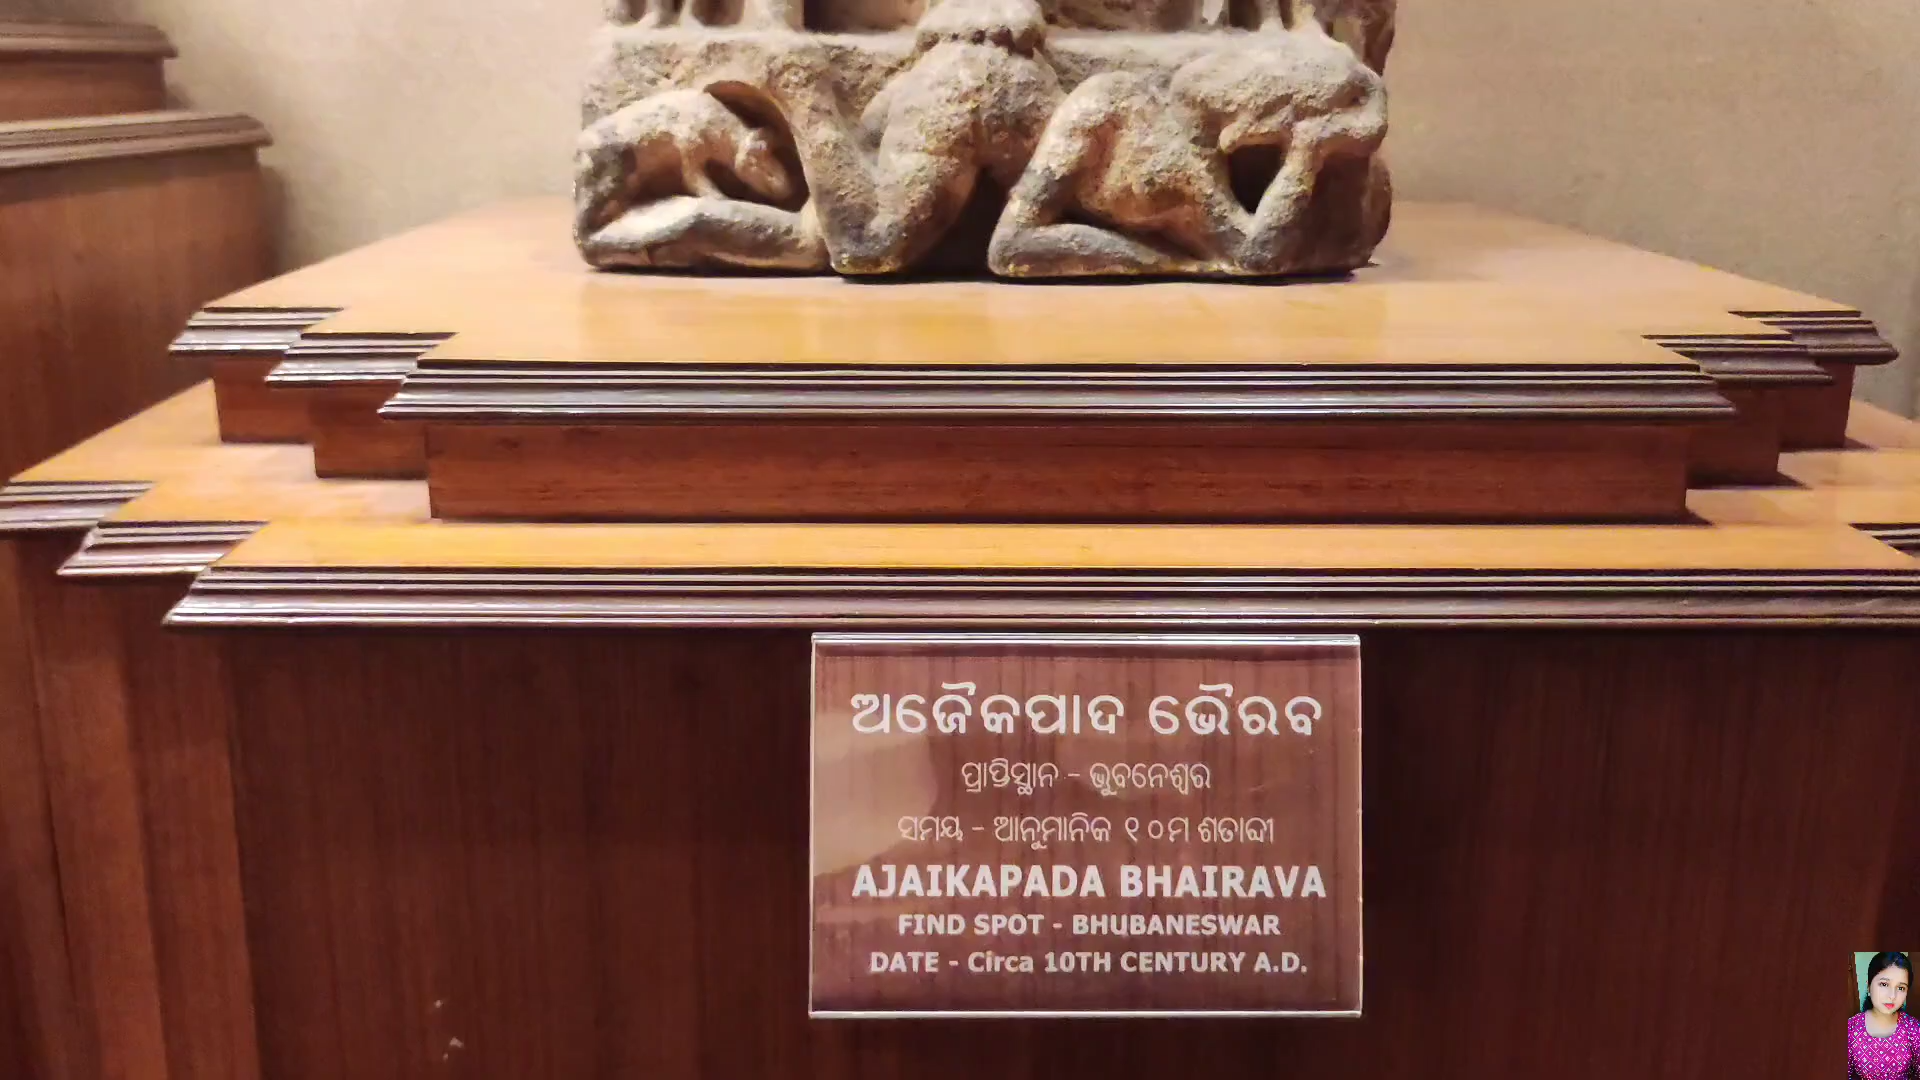 ଅଜୈକପାଦ ଭୈରବ
ପ୍ରାପ୍ତିସ୍ଥାନ - ଭୁବନେଶ୍ୱର
ସମୟ - ଆନୁମାନିକ ୧୦ମ ଶତାବ୍ଦୀ
AJAIKAPADA BHAIRAVA
FIND SPOT - BHUBANESWAR
DATE - Circa 10TH CENTURY A.D.